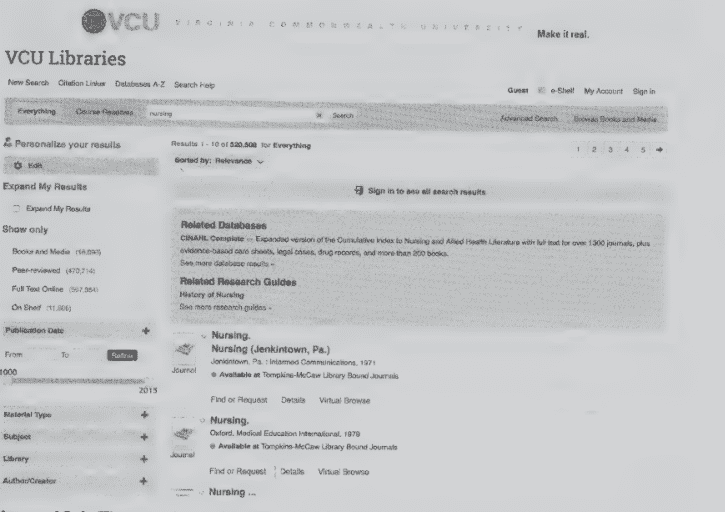 VCU VIRGINIA COMMONWEALTH UNIVERSITY Make it real.
VCU Libraries
New Search Citation Linker Databases A-Z Search Help
Guest e-Shelf My Account Sign in
Everything Course Reserves nursing Search Advanced Search Browse Books and Media
Personalize your results
Edit
Expand My Results
Expand My Results
Show only
Books and Media
Peer-reviewed
Full Text Online
On Shelf
Publication Date
From To Refine
1000
2013
Material Type
Subject
Library
Author/Creator
Results 1 - 10 of for Everything
1 2 3 4 5
Sorted by: Relevance
Sign in to see all search results
Related Databases
CINAHL Complete -- Expanded version of the Cumulative Index to Nursing and Allied Health Literature with full text for over 1300 journals, plus
evidence-based care sheets, legal cases, drug records, and more than 200 books.
See more database results
Related Research Guides
History of Nursing
See more research guides
Nursing.
Nursing (Jenkintown, Pa.)
Jenkintown, Pa. : Intermed Communications, 1971
Journal
Available at Tompkins-McCaw Library Bound Journals
Find or Request Details Virtual Browse
Nursing.
Oxford, Medical Education International, 1979
Journal
Available at Tompkins-McCaw Library Bound Journals
Find or Request Details Virtual Browse
Nursing ...